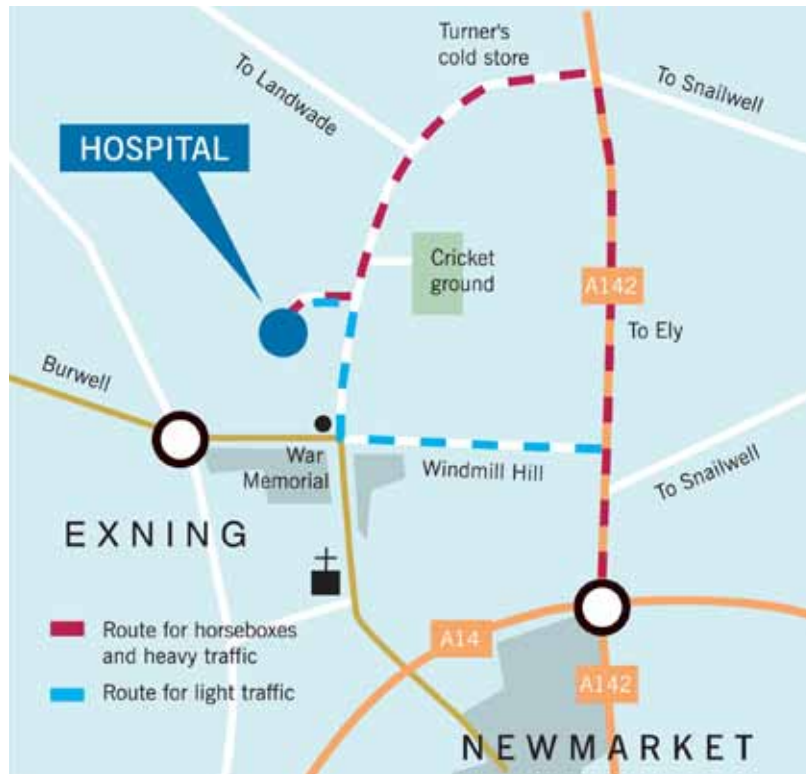 Turner's
cold store
To Landwade
To Snailwell
HOSPITAL
Cricket
ground
A142
To Ely
Burwell
War
Memorial
Windmill Hill
To Snailwell
EXNING
Route for horseboxes
and heavy traffic
A14
Route for light traffic
A142
NEWMARKET